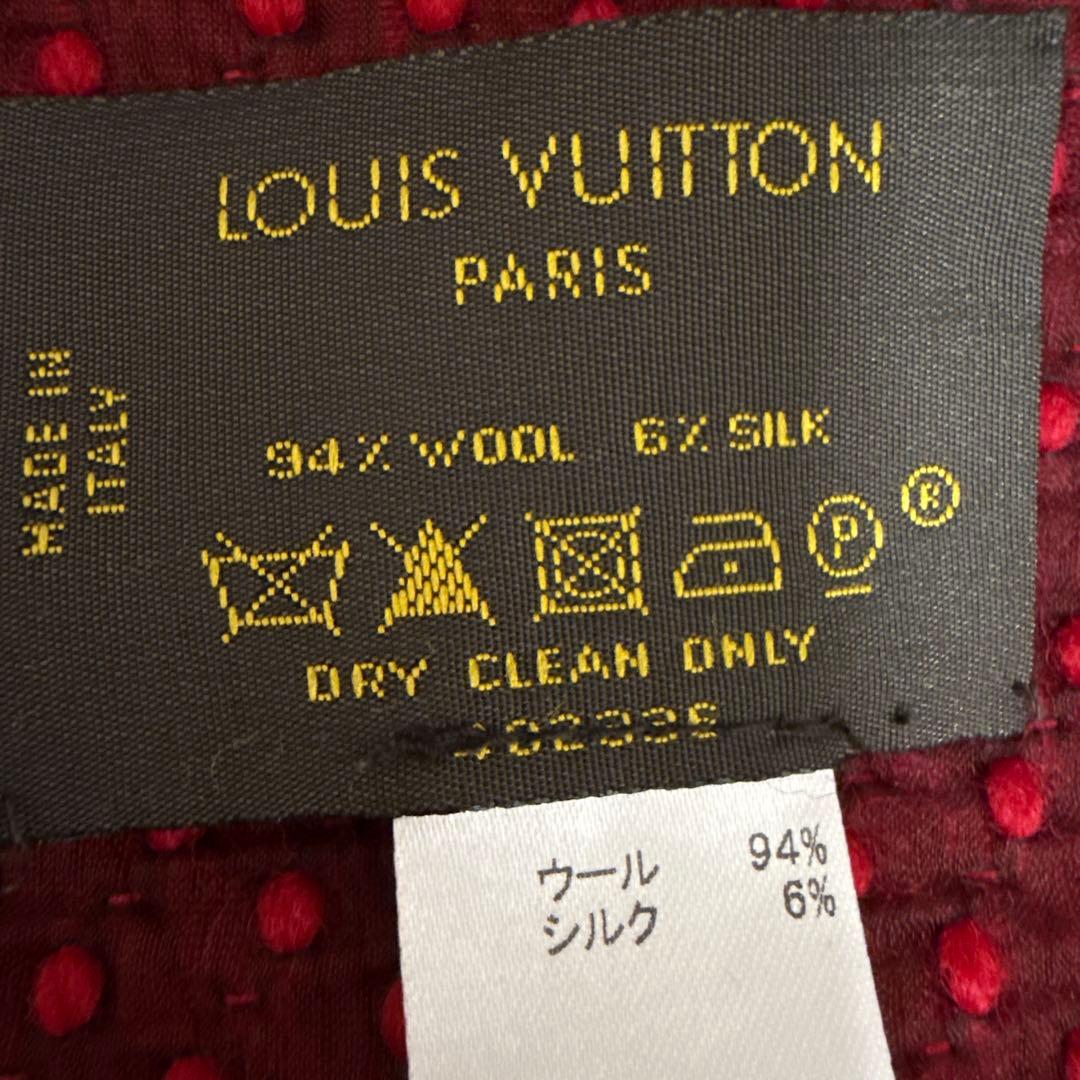 LOUIS VUITTON
PARIS
MADE IN
ITALY
94% WOOL 6% SILK
P
®
DRY CLEAN ONLY
ウール 94%
シルク 6%